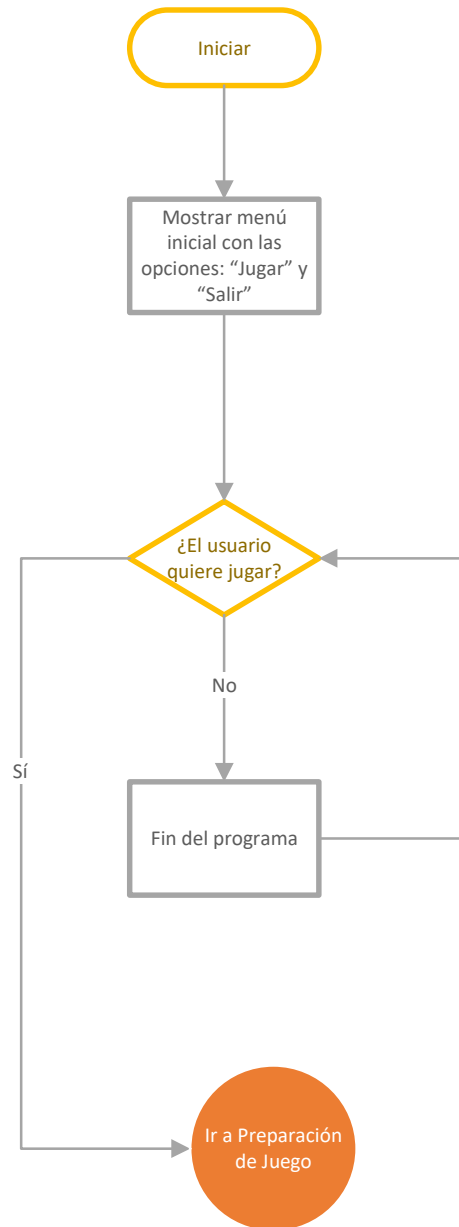 Iniciar
Mostrar menú
inicial con las
opciones: “Jugar” y
“Salir”
¿El usuario
quiere jugar?
No
Sí
Fin del programa
Ir a Preparación
de Juego